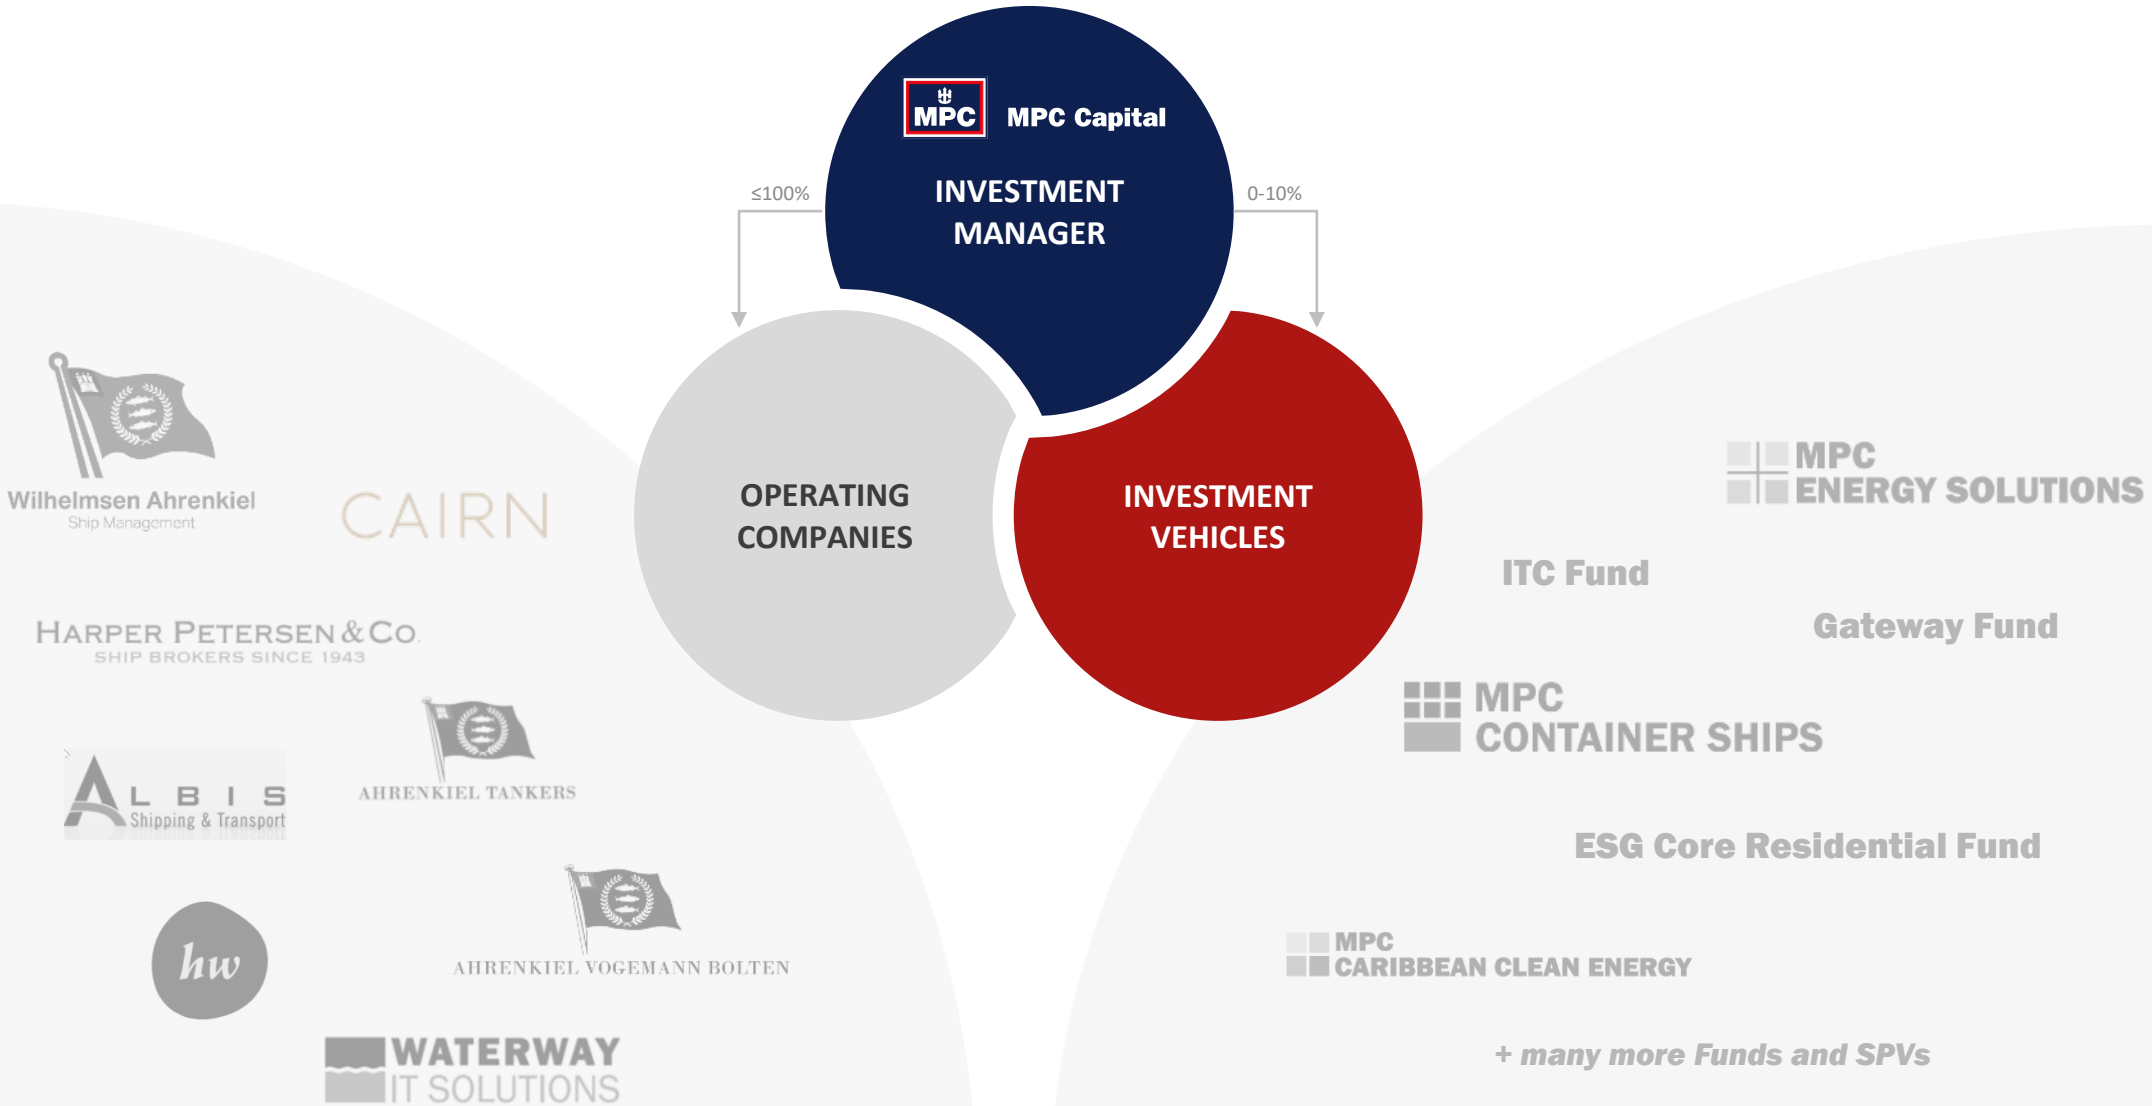 MPC
MPC Capital
INVESTMENT
MANAGER
≤100%
0-10%
OPERATING
COMPANIES
INVESTMENT
VEHICLES
Wilhelmsen Ahrenkiel
Ship Management
CAIRN
HARPER PETERSEN & CO.
SHIP BROKERS SINCE 1943
ALBIS
Shipping & Transport
AHRENKIEL TANKERS
hw
AHRENKIEL VOGEMANN BOLTEN
WATERWAY
IT SOLUTIONS
MPC
ENERGY SOLUTIONS
ITC Fund
Gateway Fund
MPC
CONTAINER SHIPS
ESG Core Residential Fund
MPC
CARIBBEAN CLEAN ENERGY
+ many more Funds and SPVs